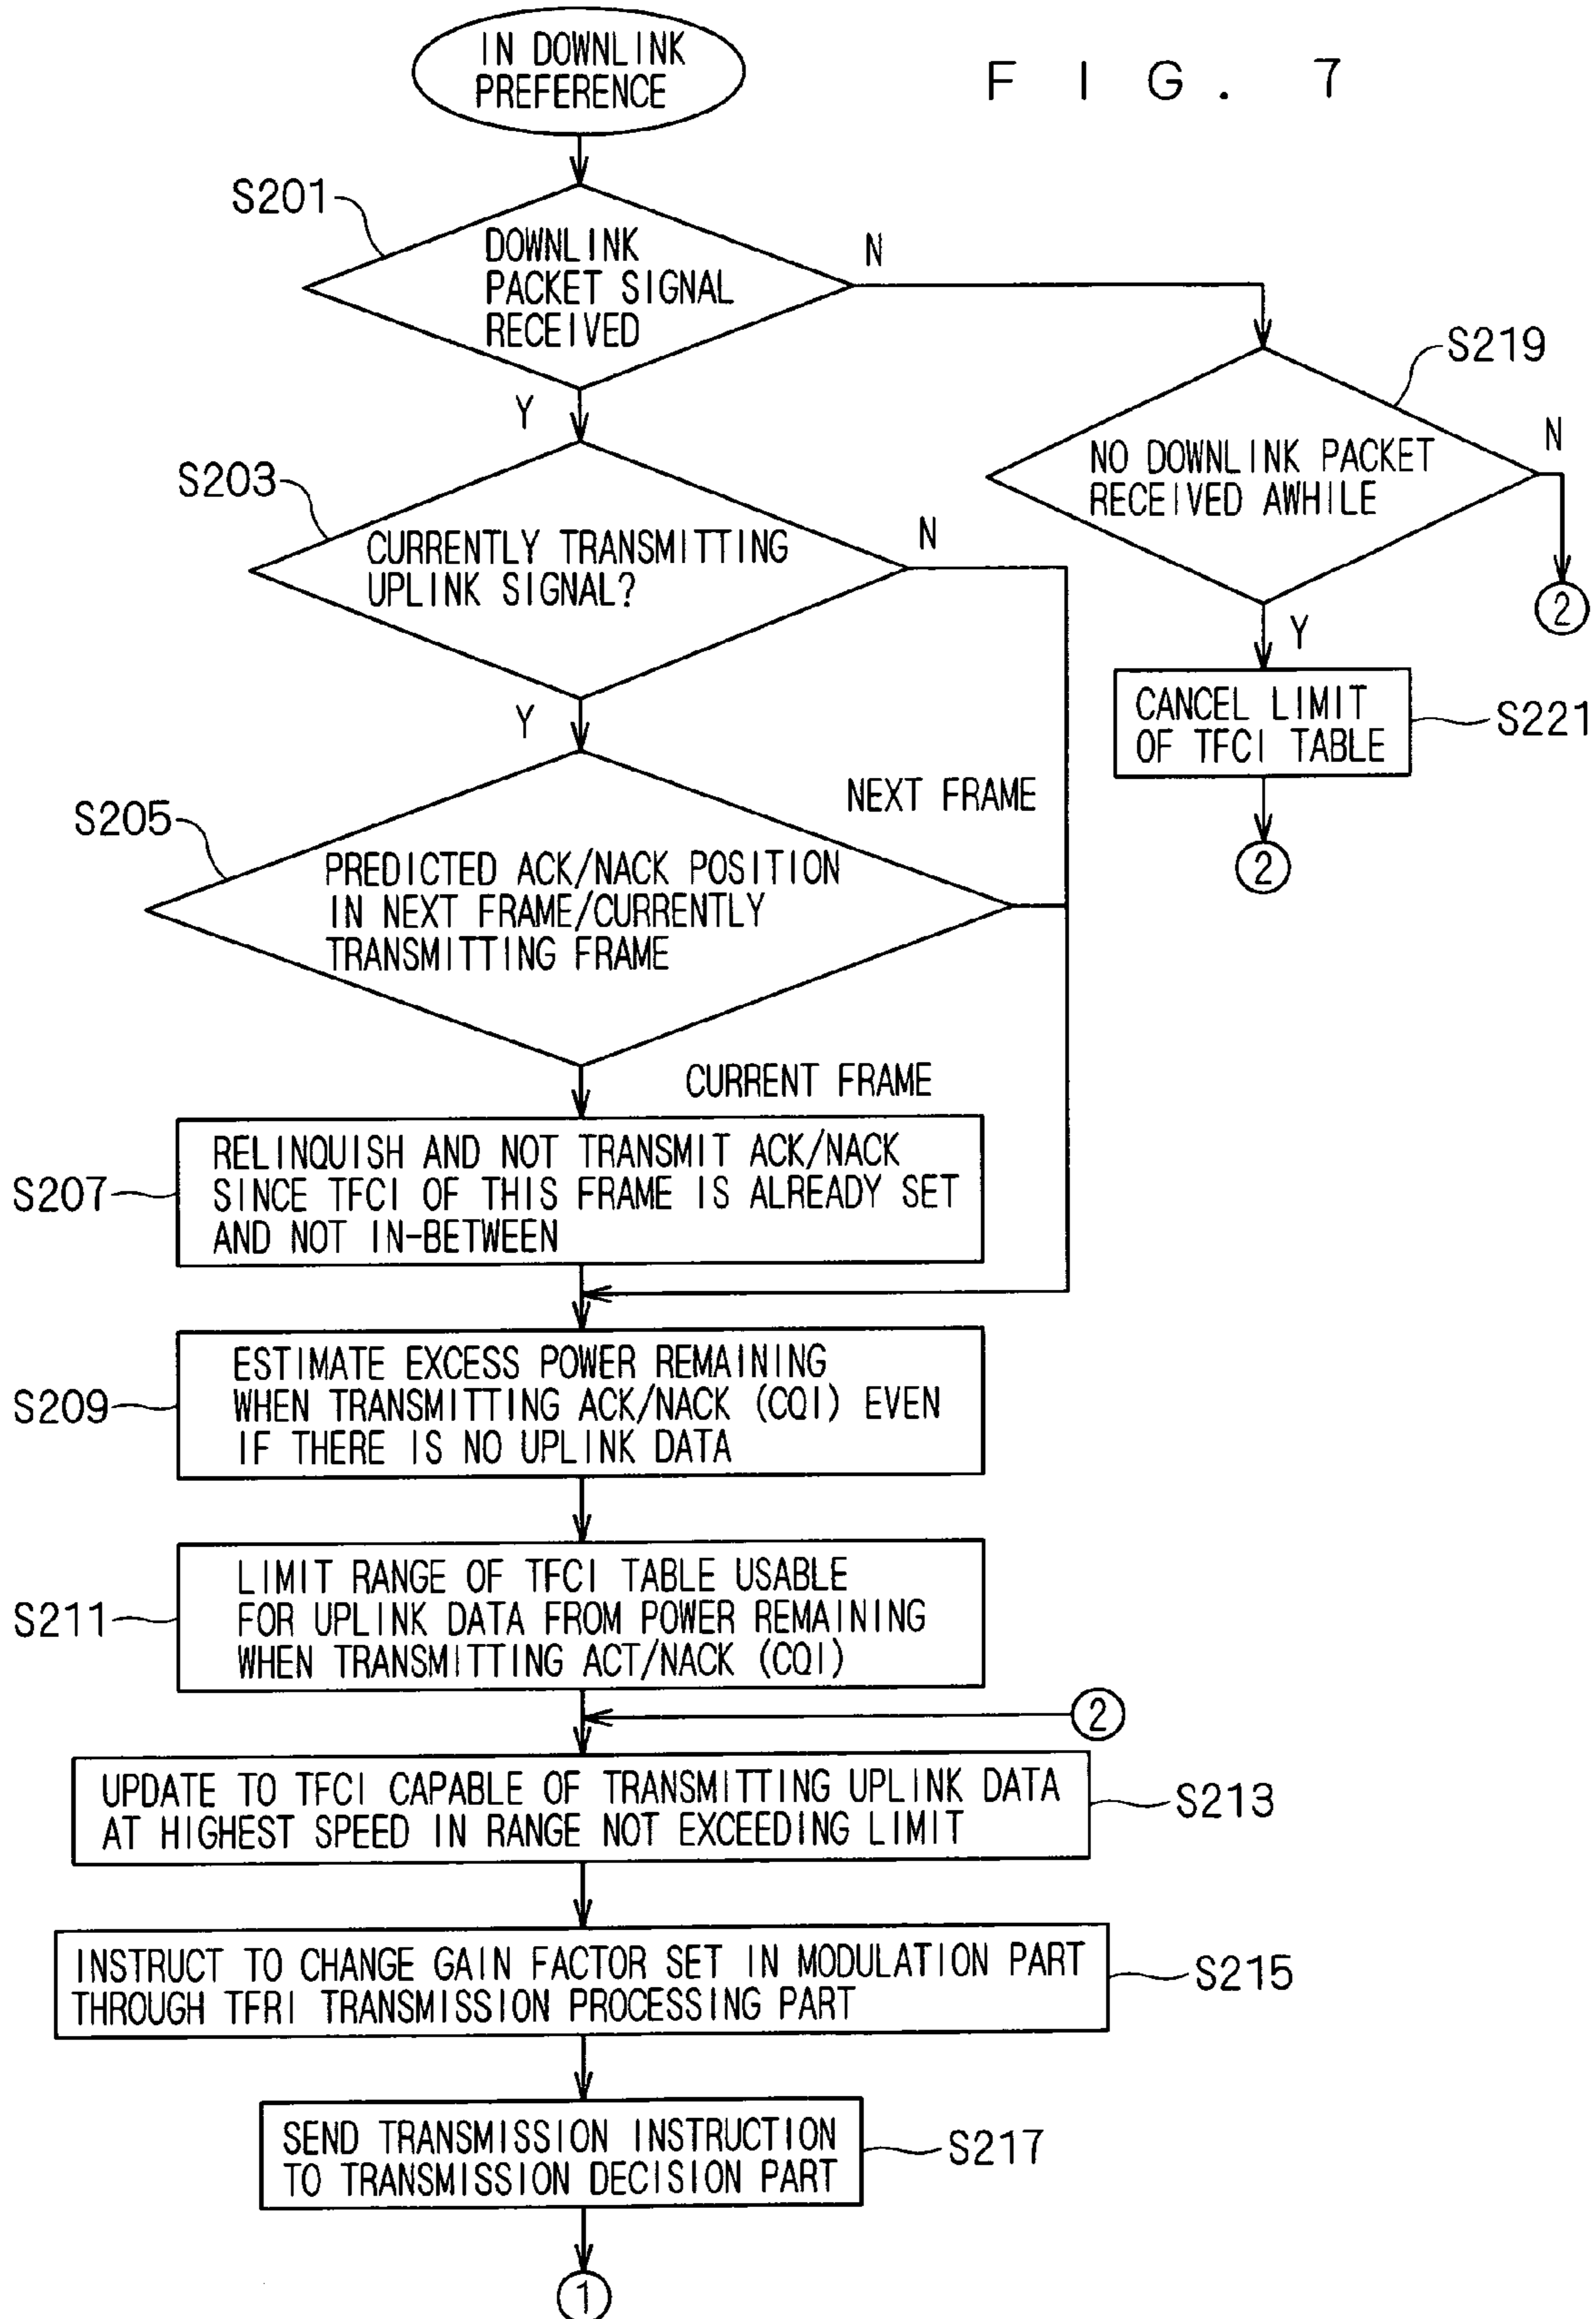 IN DOWNLINK
PREFERENCE
F I G. 7
S201
DOWNLINK
PACKET SIGNAL
RECEIVED
N
Y
S219
NO DOWNLINK PACKET
RECEIVED AWHILE
N
2
Y
S203
CURRENTLY TRANSMITTING
UPLINK SIGNAL?
N
Y
CANCEL LIMIT
OF TFCI TABLE
S221
2
S205
NEXT FRAME
PREDICTED ACK/NACK POSITION
IN NEXT FRAME/CURRENTLY
TRANSMITTING FRAME
CURRENT FRAME
S207
RELINQUISH AND NOT TRANSMIT ACK/NACK
SINCE TFCI OF THIS FRAME IS ALREADY SET
AND NOT IN-BETWEEN
S209
ESTIMATE EXCESS POWER REMAINING
WHEN TRANSMITTING ACK/NACK (CQI) EVEN
IF THERE IS NO UPLINK DATA
S211
LIMIT RANGE OF TFCI TABLE USABLE
FOR UPLINK DATA FROM POWER REMAINING
WHEN TRANSMITTING ACT/NACK (CQI)
2
UPDATE TO TFCI CAPABLE OF TRANSMITTING UPLINK DATA
AT HIGHEST SPEED IN RANGE NOT EXCEEDING LIMIT
S213
INSTRUCT TO CHANGE GAIN FACTOR SET IN MODULATION PART
THROUGH TFRI TRANSMISSION PROCESSING PART
S215
SEND TRANSMISSION INSTRUCTION
TO TRANSMISSION DECISION PART
S217
1